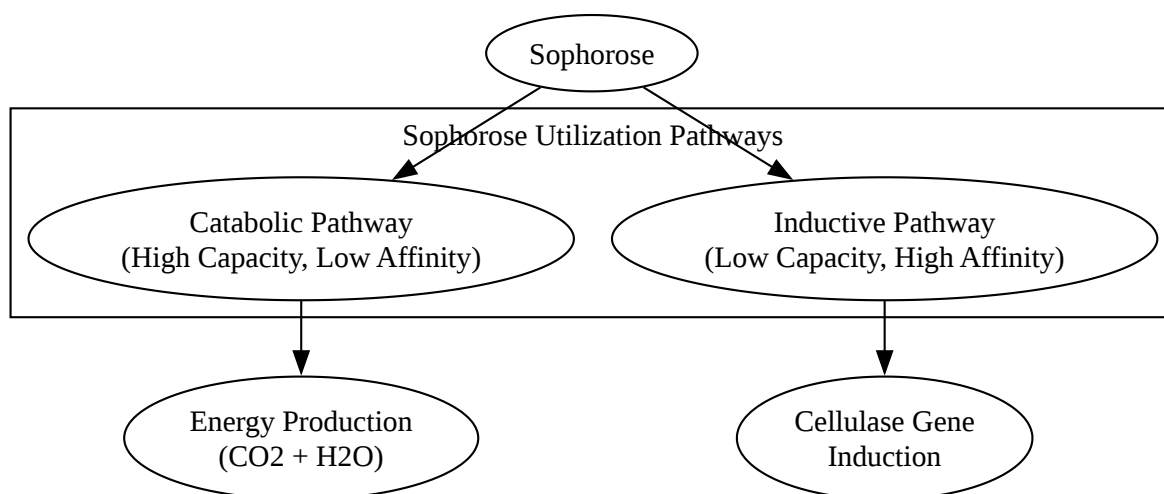 Sophorose
Sophorose Utilization Pathways
Catabolic Pathway
(High Capacity, Low Affinity)
Inductive Pathway
(Low Capacity, High Affinity)
Energy Production
(CO2 + H2O)
Cellulase Gene
Induction